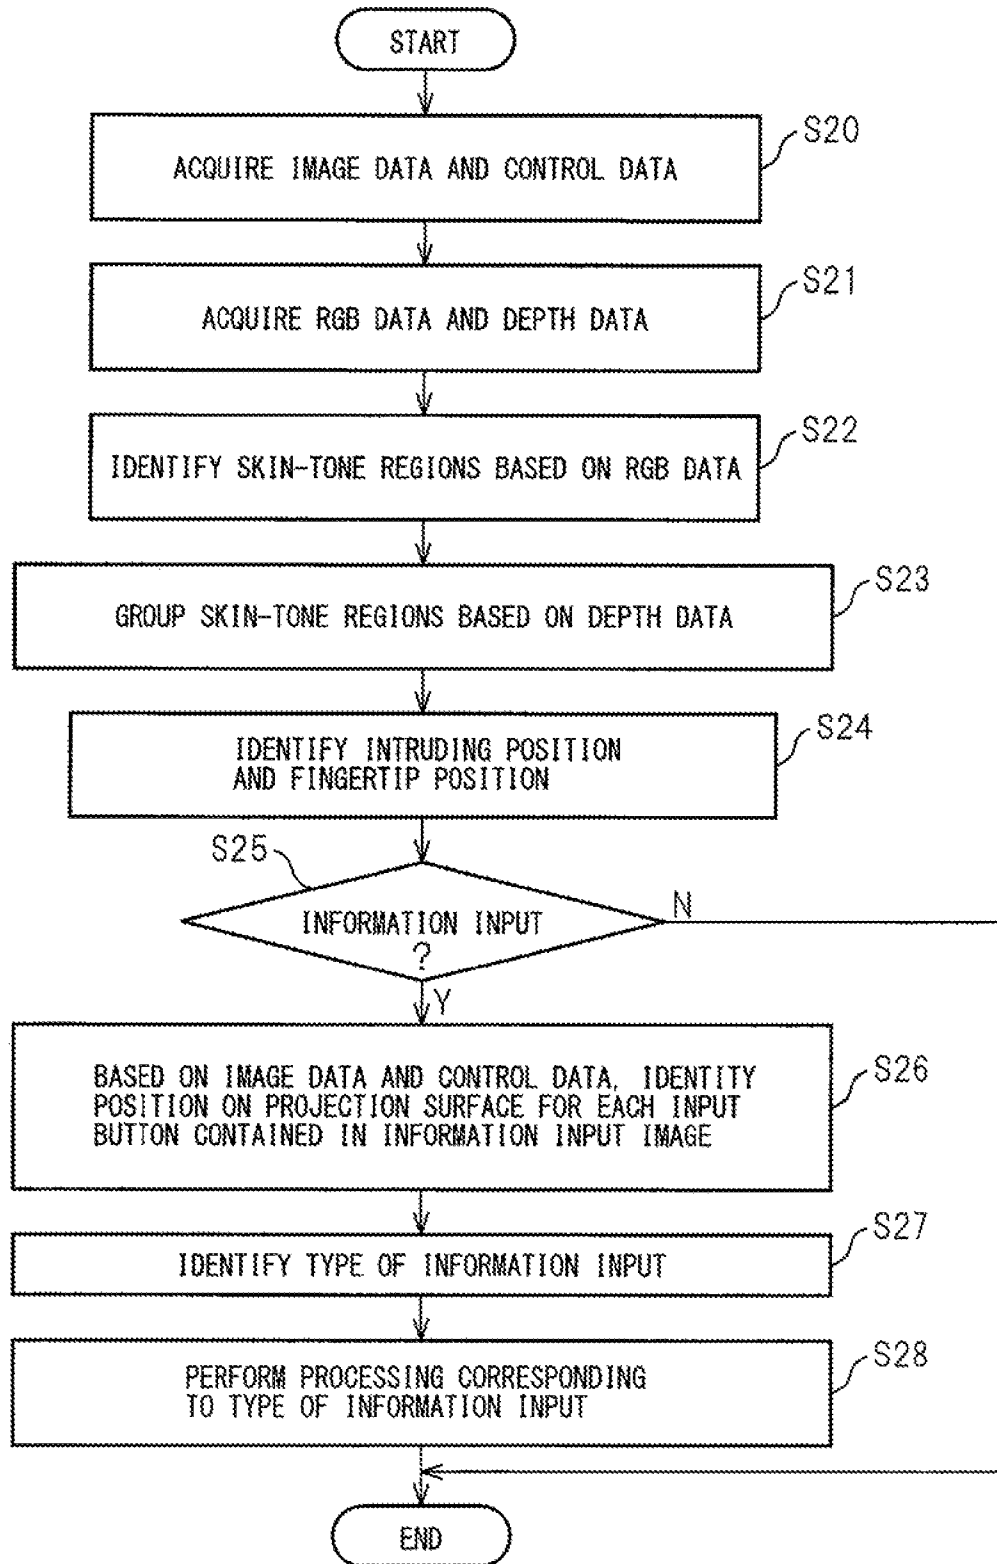 START
S20
ACQUIRE IMAGE DATA AND CONTROL DATA
S21
ACQUIRE RGB DATA AND DEPTH DATA
S22
IDENTIFY SKIN-TONE REGIONS BASED ON RGB DATA
S23
GROUP SKIN-TONE REGIONS BASED ON DEPTH DATA
S24
IDENTIFY INTRUDING POSITION
AND FINGERTIP POSITION
S25
INFORMATION INPUT
?
N
Y
S26
BASED ON IMAGE DATA AND CONTROL DATA, IDENTITY
POSITION ON PROJECTION SURFACE FOR EACH INPUT
BUTTON CONTAINED IN INFORMATION INPUT IMAGE
S27
IDENTIFY TYPE OF INFORMATION INPUT
S28
PERFORM PROCESSING CORRESPONDING
TO TYPE OF INFORMATION INPUT
END